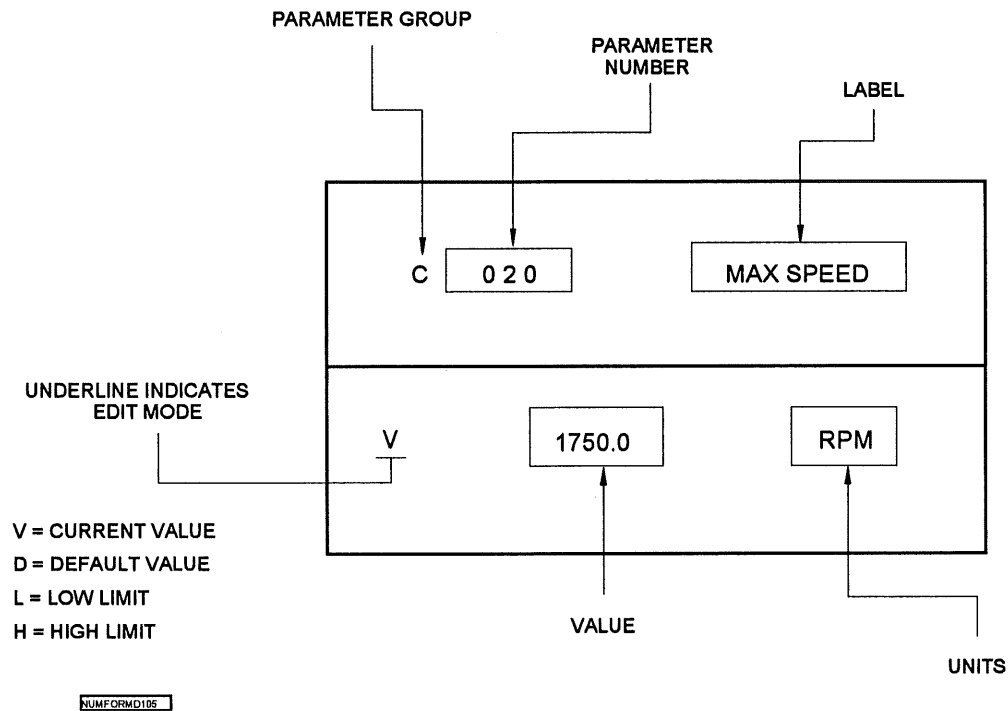 PARAMETER GROUP
PARAMETER
NUMBER
LABEL
C 0 2 0 MAX SPEED
UNDERLINE INDICATES
EDIT MODE
V 1750.0 RPM
V = CURRENT VALUE
D = DEFAULT VALUE
L = LOW LIMIT
H = HIGH LIMIT
VALUE
UNITS
NUMFORMD105